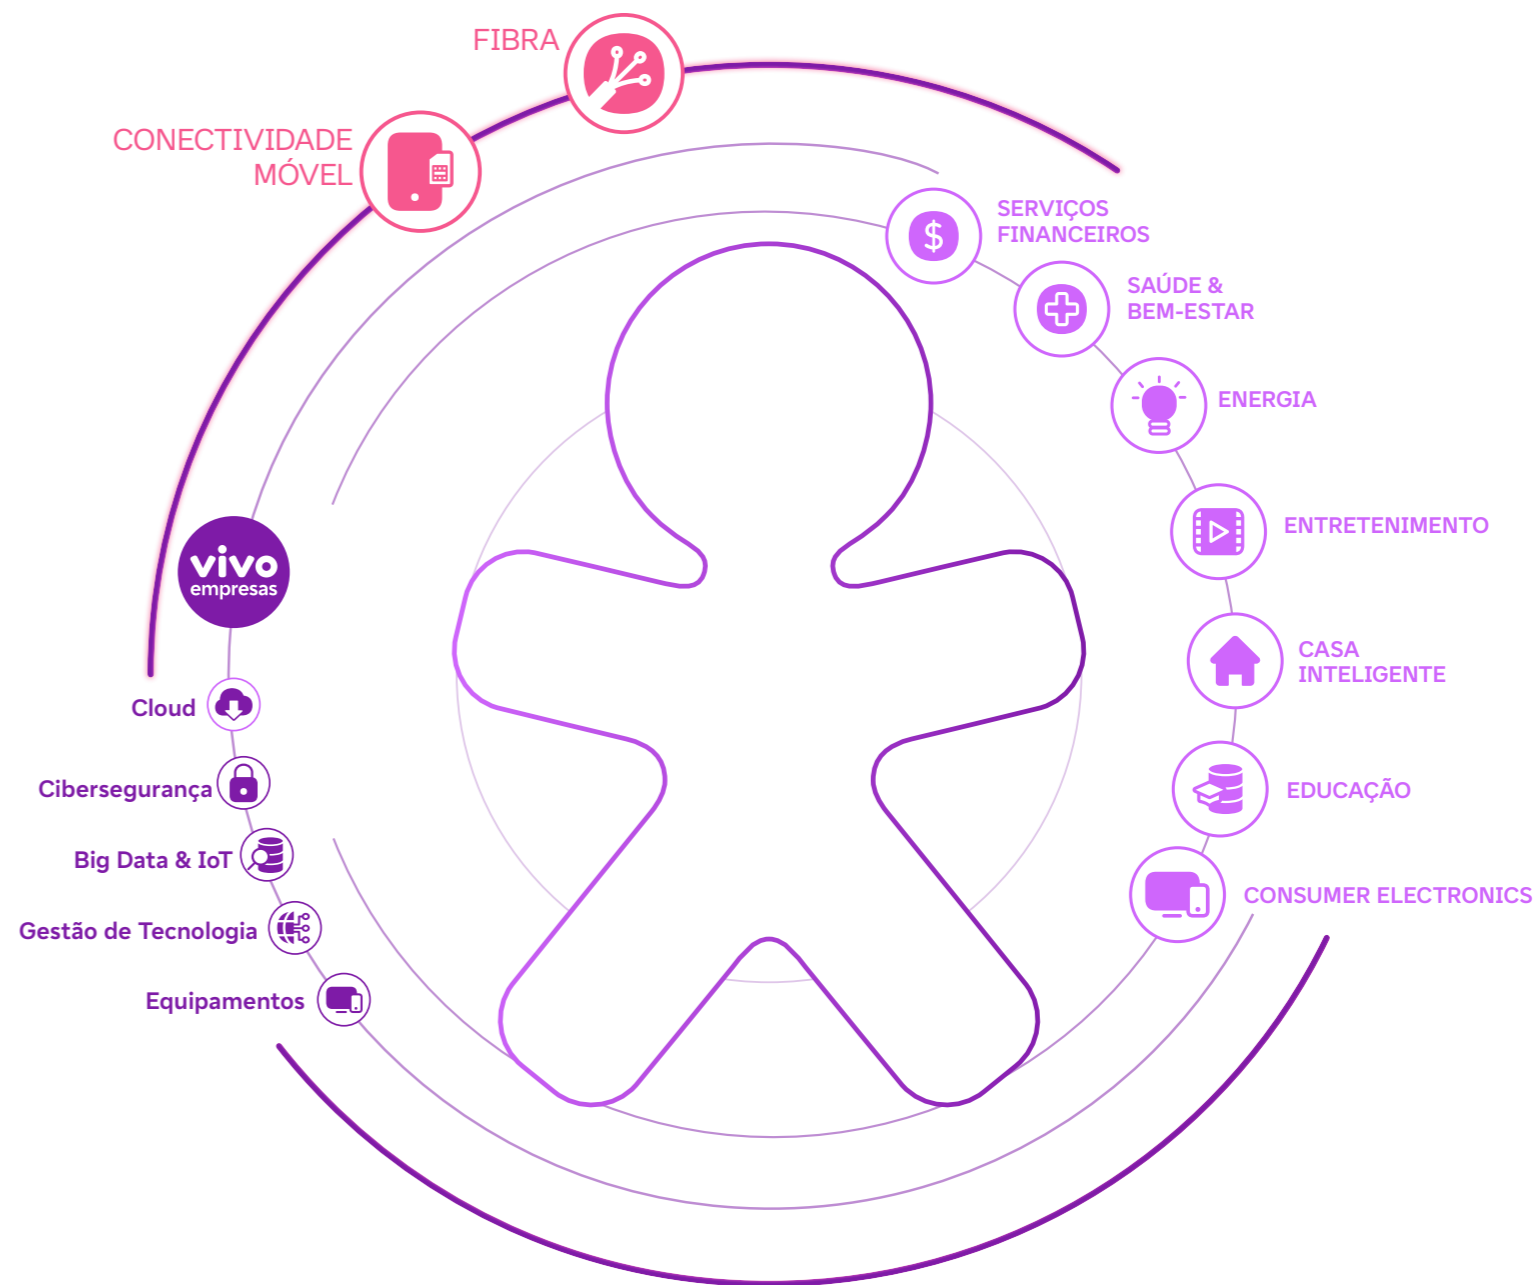 FIBRA
CONECTIVIDADE
MÓVEL
SERVIÇOS
FINANCEIROS
SAÚDE &
BEM-ESTAR
ENERGIA
ENTRETENIMENTO
CASA
INTELIGENTE
EDUCAÇÃO
CONSUMER ELECTRONICS
vivo
empresas
Cloud
Cibersegurança
Big Data & IoT
Gestão de Tecnologia
Equipamentos